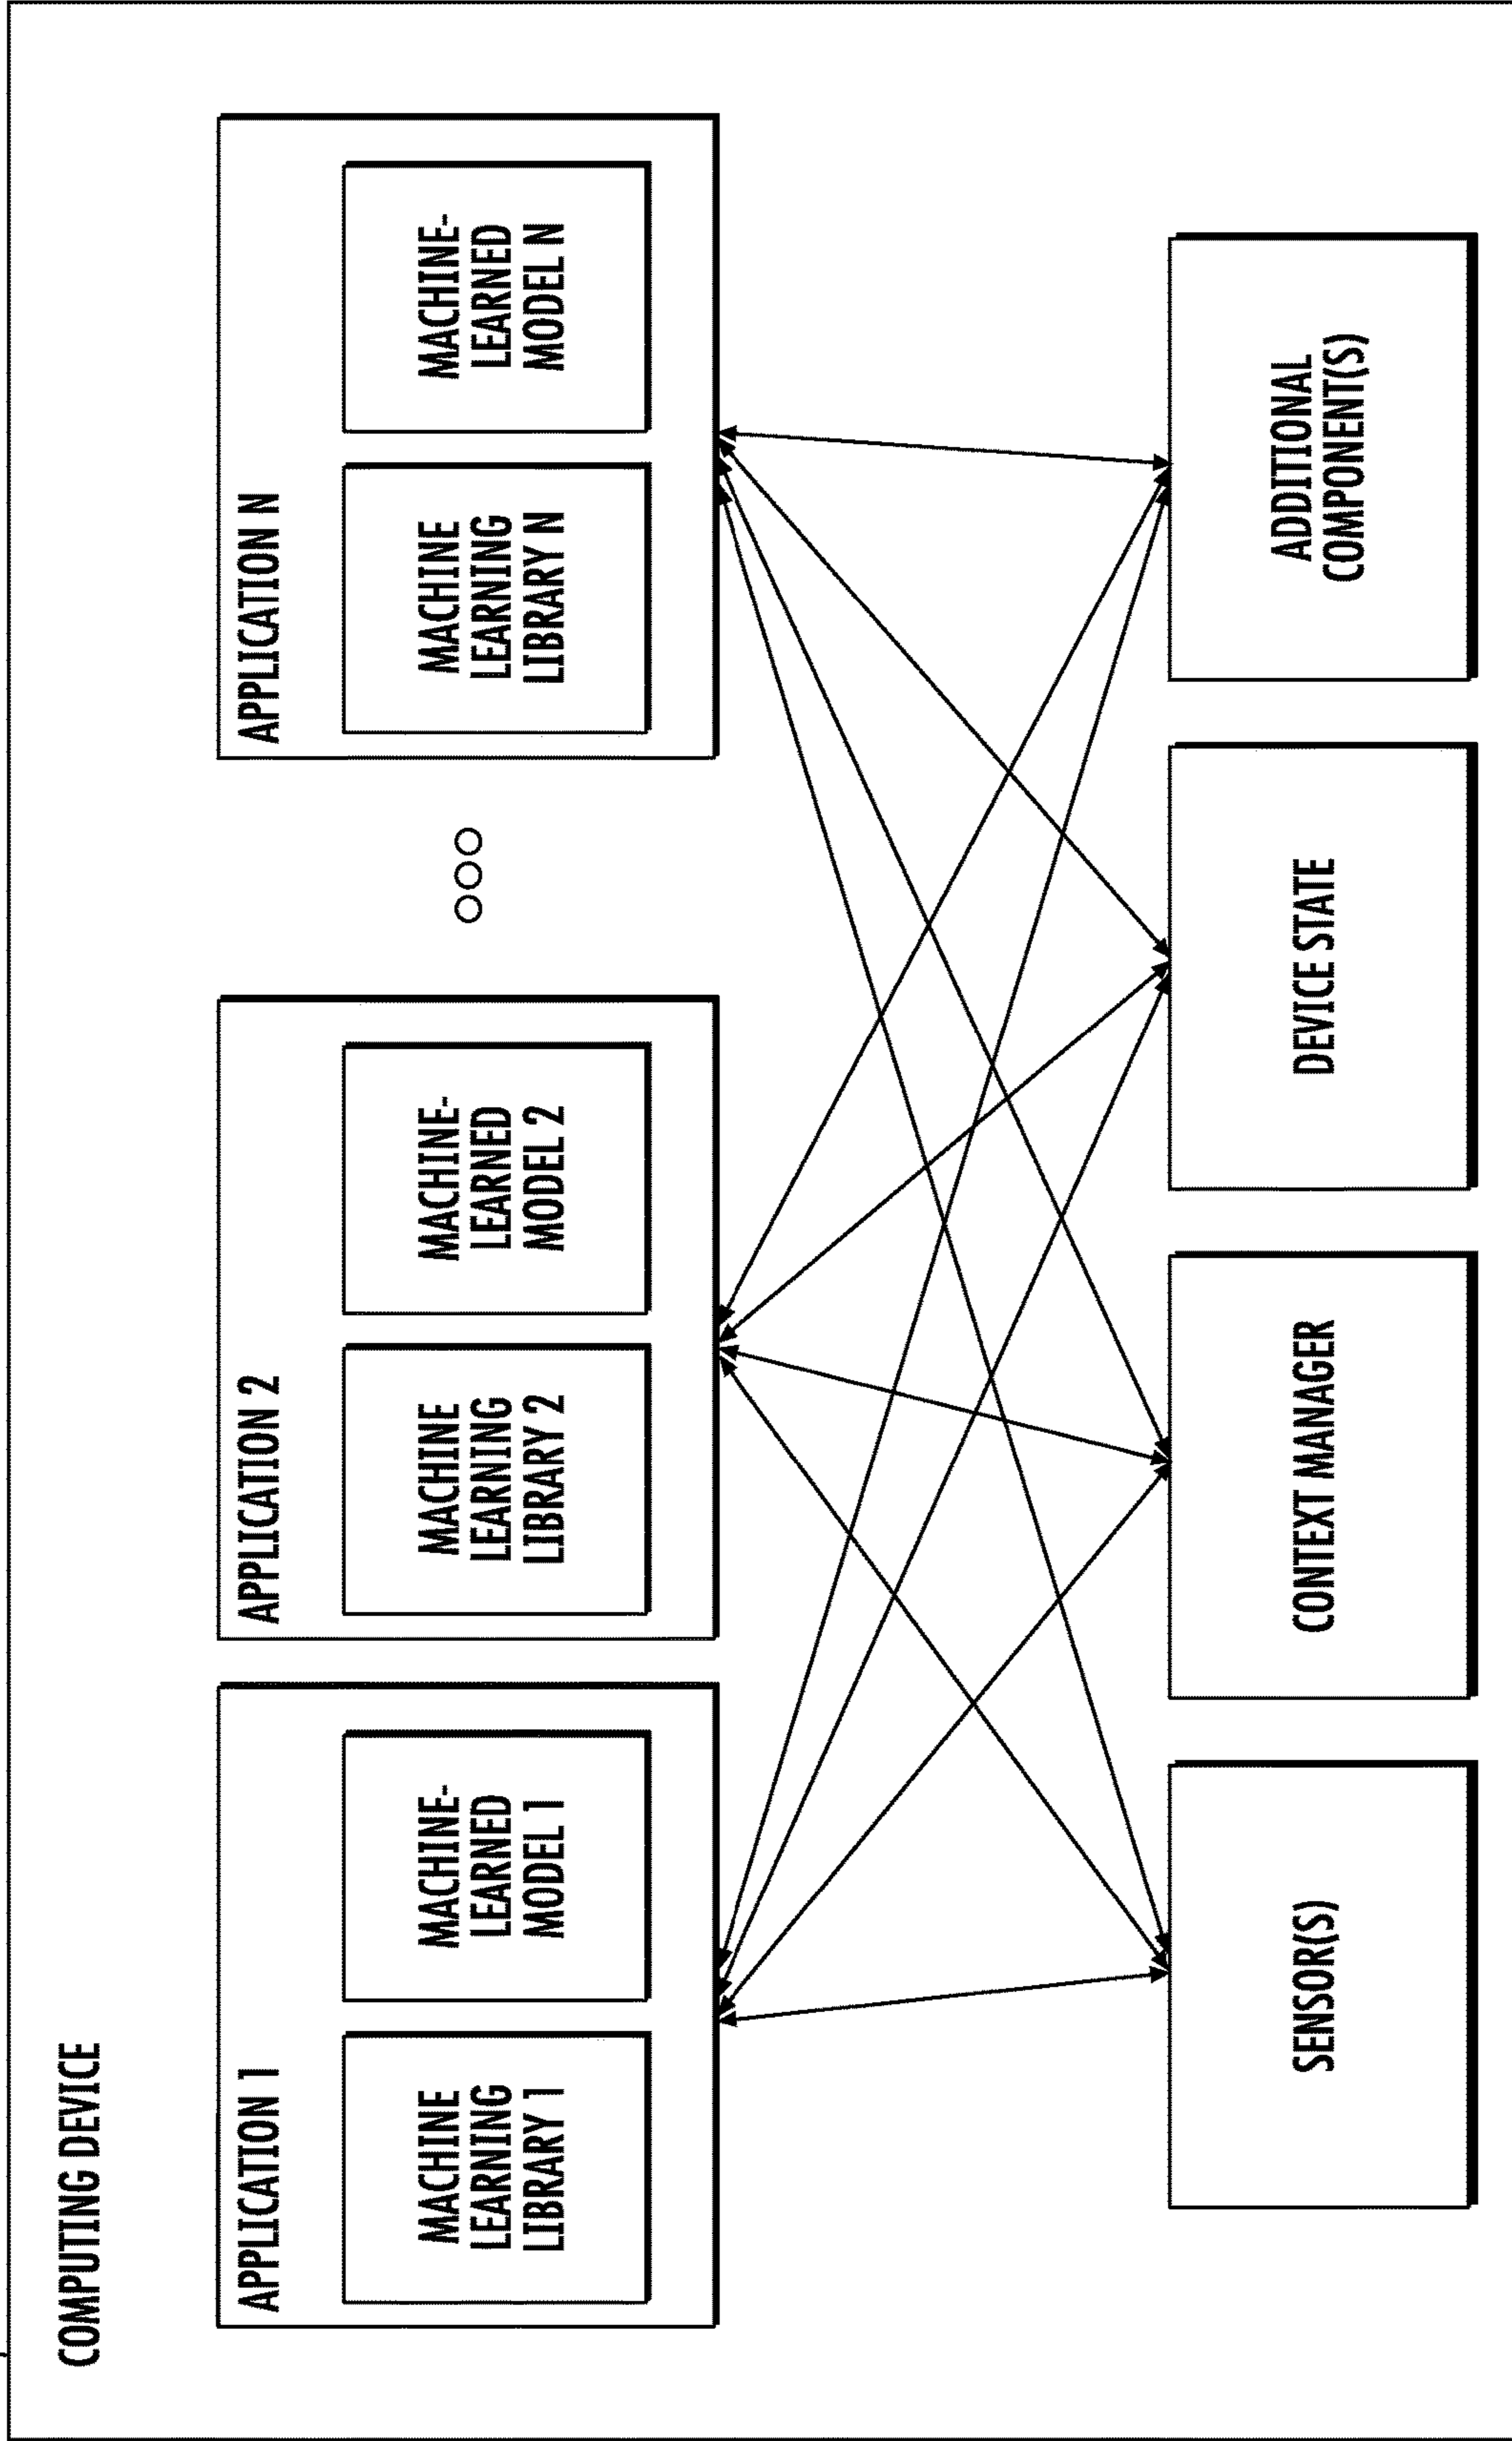 COMPUTING DEVICE
APPLICATION 1
MACHINE
LEARNING
LIBRARY 1
MACHINE-
LEARNED
MODEL 1
APPLICATION 2
MACHINE
LEARNING
LIBRARY 2
MACHINE-
LEARNED
MODEL 2
APPLICATION N
MACHINE
LEARNING
LIBRARY N
MACHINE-
LEARNED
MODEL N
SENSOR(S)
CONTEXT MANAGER
DEVICE STATE
ADDITIONAL
COMPONENT(S)